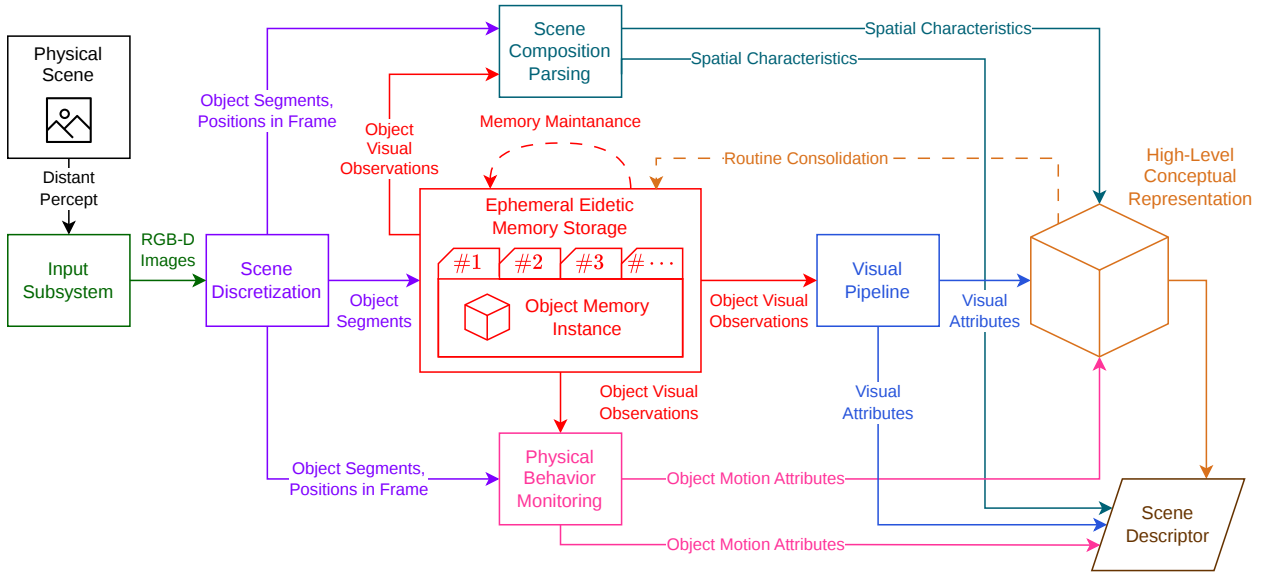 Physical
Scene
Distant
Percept
Input
Subsystem
RGB-D
Images
Scene
Discretization
Object Segments,
Positions in Frame
Object
Segments
Object Segments,
Positions in Frame
Scene
Composition
Parsing
Object
Visual
Observations
Memory Maintanance
Ephemeral Eidetic
Memory Storage
#1
#2
#3
#···
Object Memory
Instance
Object Visual
Observations
Physical
Behavior
Monitoring
Object Visual
Observations
Visual
Pipeline
Visual
Attributes
Visual
Attributes
Spatial Characteristics
Spatial Characteristics
Routine Consolidation
High-Level
Conceptual
Representation
Object Motion Attributes
Object Motion Attributes
Scene
Descriptor